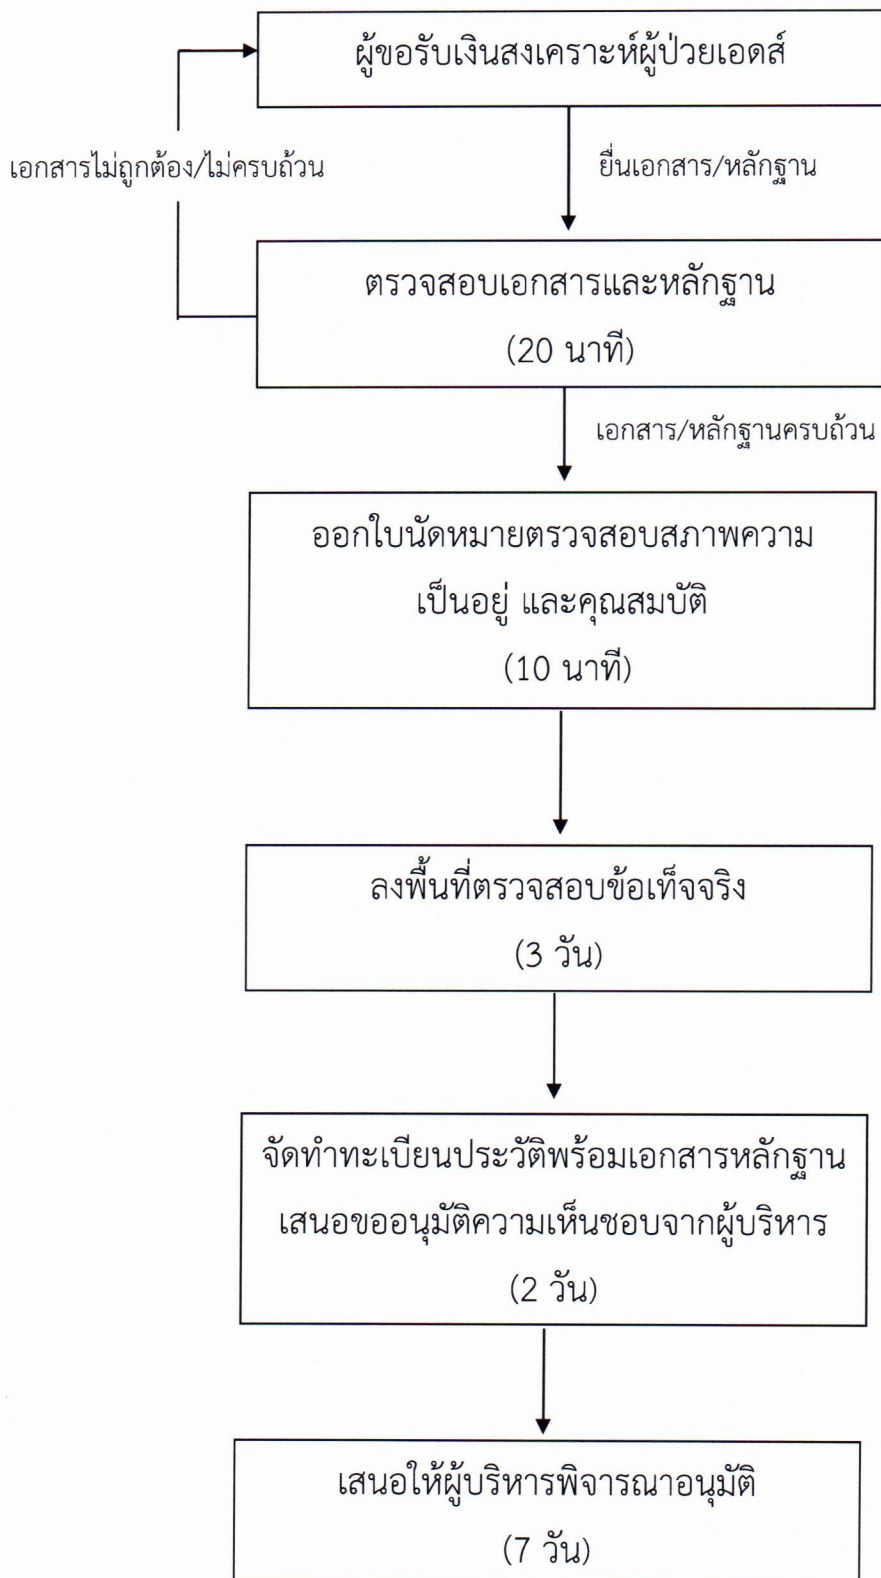 ผู้ขอรับเงินสงเคราะห์ผู้ป่วยเอดส์
เอกสารไม่ถูกต้อง/ไม่ครบถ้วน
ยื่นเอกสาร/หลักฐาน
ตรวจสอบเอกสารและหลักฐาน
(20 นาที)
เอกสาร/หลักฐานครบถ้วน
ออกใบนัดหมายตรวจสอบสภาพความ
เป็นอยู่ และคุณสมบัติ
(10 นาที)
ลงพื้นที่ตรวจสอบข้อเท็จจริง
(3 วัน)
จัดทำทะเบียนประวัติพร้อมเอกสารหลักฐาน
เสนอขออนุมัติความเห็นชอบจากผู้บริหาร
(2 วัน)
เสนอให้ผู้บริหารพิจารณาอนุมัติ
(7 วัน)